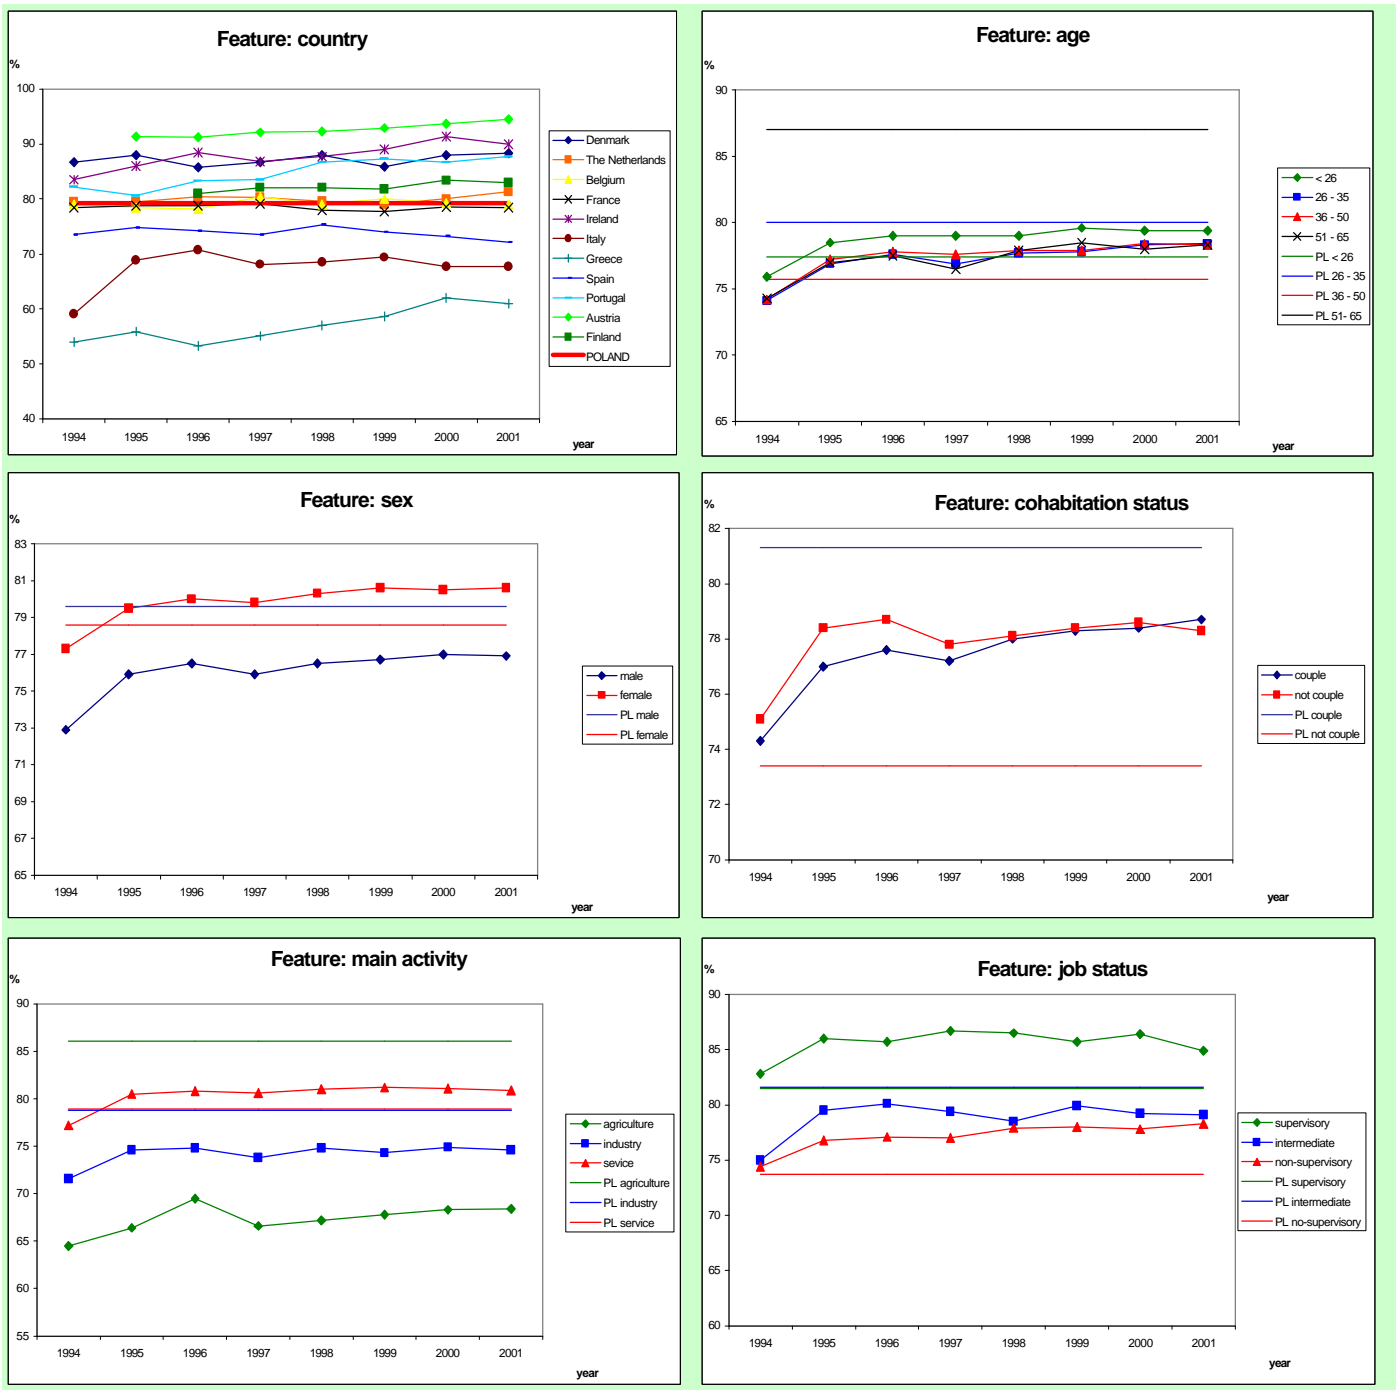 Feature: country
%
100
90
80
70
60
50
40
1994 1995 1996 1997 1998 1999 2000 2001
year
Denmark
The Netherlands
Belgium
France
Ireland
Italy
Greece
Spain
Portugal
Austria
Finland
POLAND
Feature: age
%
90
85
80
75
70
65
1994 1995 1996 1997 1998 1999 2000 2001
year
< 26
26 - 35
36 - 50
51 - 65
PL < 26
PL 26 - 35
PL 36 - 50
PL 51- 65
Feature: sex
%
83
81
79
77
75
73
71
69
67
65
1994 1995 1996 1997 1998 1999 2000 2001
year
male
female
PL male
PL female
Feature: cohabitation status
%
82
80
78
76
74
72
70
1994 1995 1996 1997 1998 1999 2000 2001
year
couple
not couple
PL couple
PL not couple
Feature: main activity
%
90
85
80
75
70
65
60
55
1994 1995 1996 1997 1998 1999 2000 2001
year
agriculture
industry
sevice
PL agriculture
PL industry
PL service
Feature: job status
%
90
85
80
75
70
65
60
1994 1995 1996 1997 1998 1999 2000 2001
year
supervisory
intermediate
non-supervisory
PL supervisory
PL intermediate
PL no-supervisory